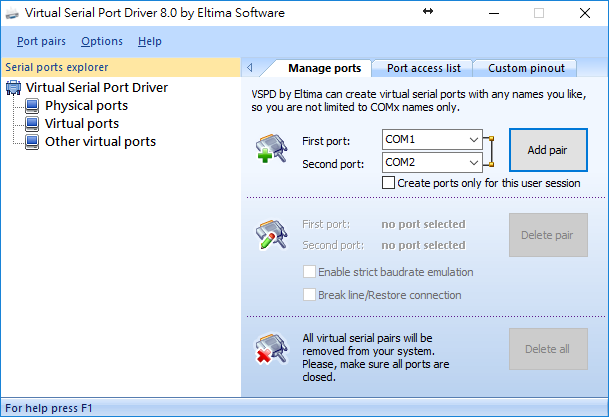 Virtual Serial Port Driver 8.0 by Eltima Software
Port pairs Options Help
Serial ports explorer
Virtual Serial Port Driver
Physical ports
Virtual ports
Other virtual ports
Manage ports Port access list Custom pinout
VSPD by Eltima can create virtual serial ports with any names you like,
so you are not limited to COMx names only.
First port: COM1
Second port: COM2
Add pair
Create ports only for this user session
First port: no port selected
Second port: no port selected
Delete pair
Enable strict baudrate emulation
Break line/Restore connection
All virtual serial pairs will be
removed from your system.
Please, make sure all ports are
closed.
Delete all
For help press F1